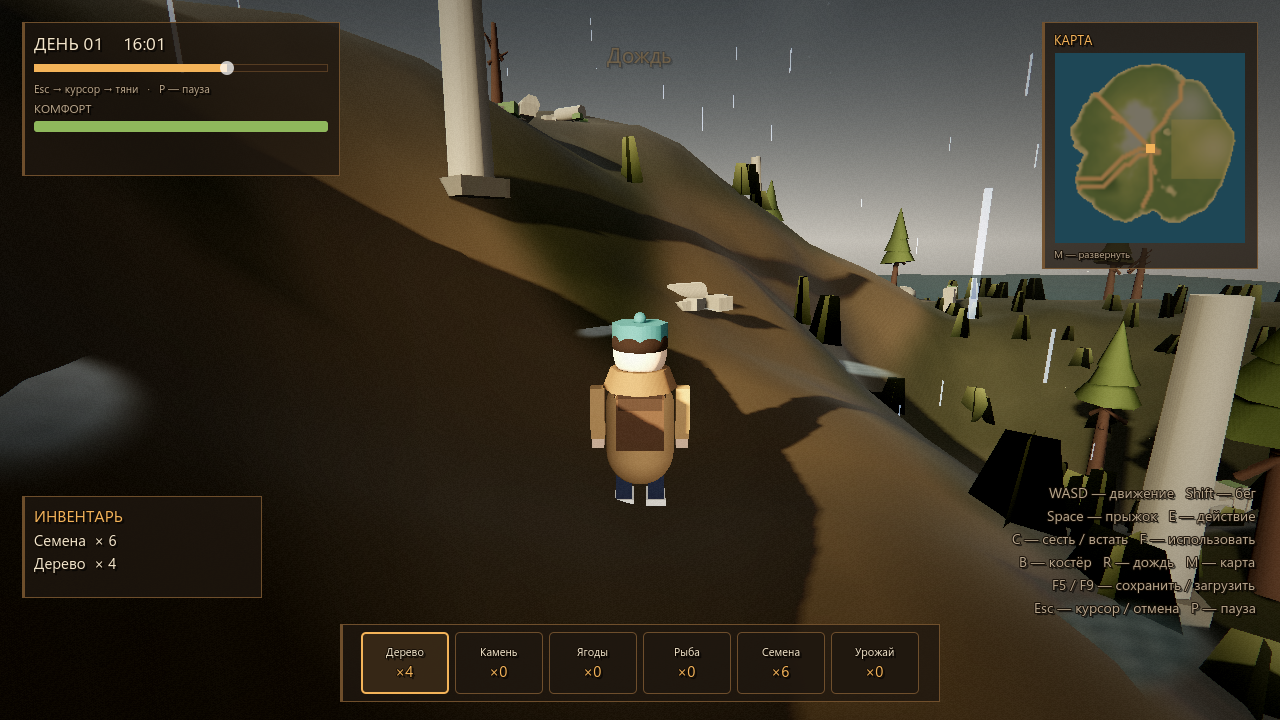 ДЕНЬ 01 16:01
Esc → курсор → тяни · P — пауза
КОМФОРТ
Дождь
КАРТА
M — развернуть
ИНВЕНТАРЬ
Семена × 6
Дерево × 4
WASD — движение Shift — бег
Space — прыжок E — действие
C — сесть / встать F — использовать
B — костёр R — дождь M — карта
F5 / F9 — сохранить / загрузить
Esc — курсор / отмена P — пауза
Дерево Камень Ягоды Рыба Семена Урожай
×4 ×0 ×0 ×0 ×6 ×0